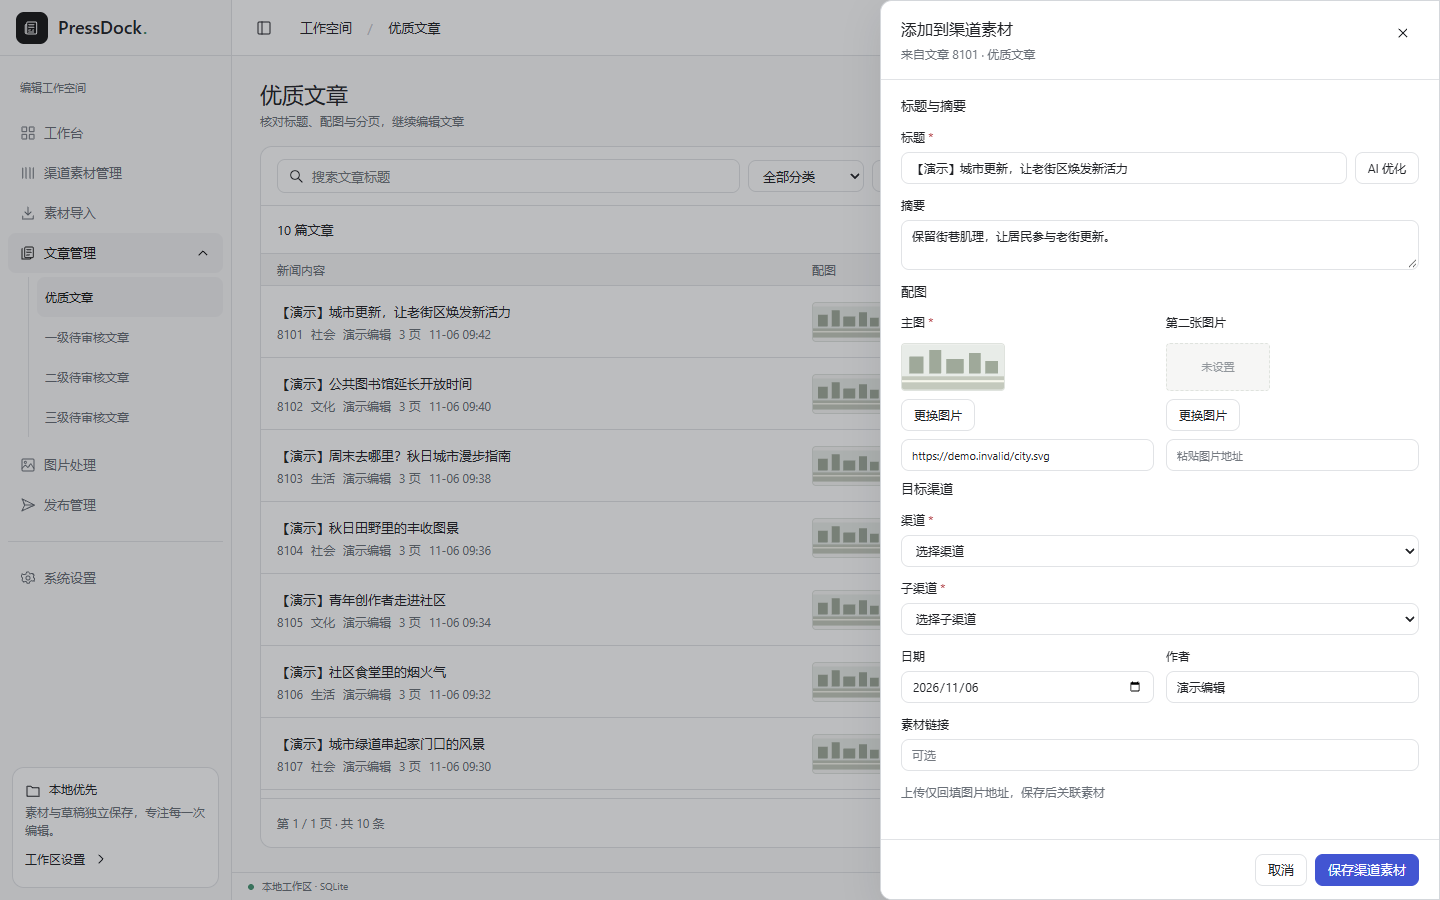 PressDock.
编辑工作空间
工作台
渠道素材管理
素材导入
文章管理
优质文章
一级待审核文章
二级待审核文章
三级待审核文章
图片处理
发布管理
系统设置
本地优先
素材与草稿独立保存，专注每一次
编辑。
工作区设置
工作空间 / 优质文章
优质文章
核对标题、配图与分页，继续编辑文章
搜索文章标题
全部分类
10 篇文章
新闻内容 配图
【演示】城市更新，让老街区焕发新活力
8101 社会 演示编辑 3 页 11-06 09:42
【演示】公共图书馆延长开放时间
8102 文化 演示编辑 3 页 11-06 09:40
【演示】周末去哪里？秋日城市漫步指南
8103 生活 演示编辑 3 页 11-06 09:38
【演示】秋日田野里的丰收图景
8104 社会 演示编辑 3 页 11-06 09:36
【演示】青年创作者走进社区
8105 文化 演示编辑 3 页 11-06 09:34
【演示】社区食堂里的烟火气
8106 生活 演示编辑 3 页 11-06 09:32
【演示】城市绿道串起家门口的风景
8107 社会 演示编辑 3 页 11-06 09:30
第 1 / 1 页 · 共 10 条
本地工作区 · SQLite
添加到渠道素材
来自文章 8101 · 优质文章
标题与摘要
标题 *
【演示】城市更新，让老街区焕发新活力
AI 优化
摘要
保留街巷肌理，让居民参与老街更新。
配图
主图 * 第二张图片
未设置
更换图片 更换图片
https://demo.invalid/city.svg 粘贴图片地址
目标渠道
渠道 *
选择渠道
子渠道 *
选择子渠道
日期 作者
2026/11/06 演示编辑
素材链接
可选
上传仅回填图片地址，保存后关联素材
取消 保存渠道素材